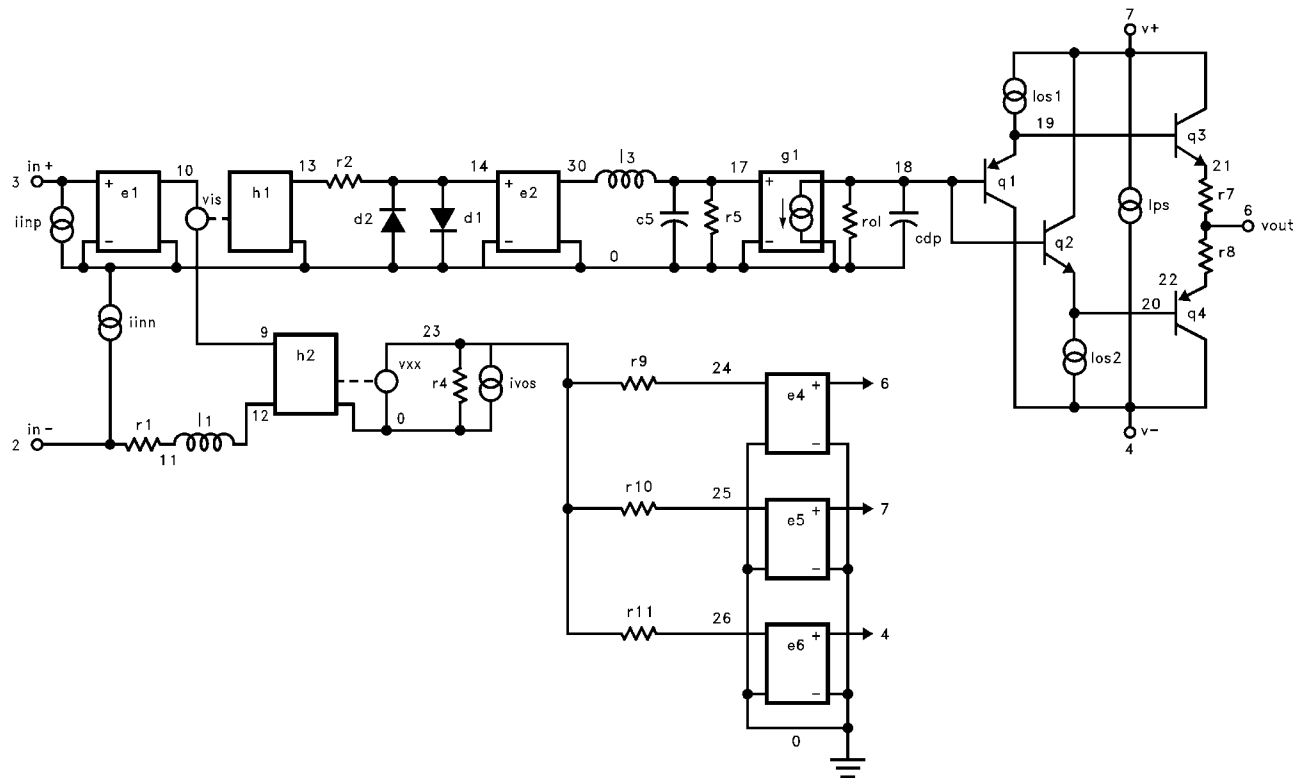 7
v+
Ios1
19
q3
in+
10
13
r2
14
30
l3
17
g1
18
21
3
+
e1
vis
h1
+
e2
+
q1
Ips
r7
6
iinp
d2
d1
c5
r5
rol
cdp
vout
q2
r8
-
-
0
-
22
20
q4
iinn
9
h2
23
vxx
r4
ivos
Ios2
r9
24
+
6
e4
12
0
in-
r1
l1
v-
2
11
-
4
r10
25
+
7
e5
-
r11
26
+
4
e6
-
0